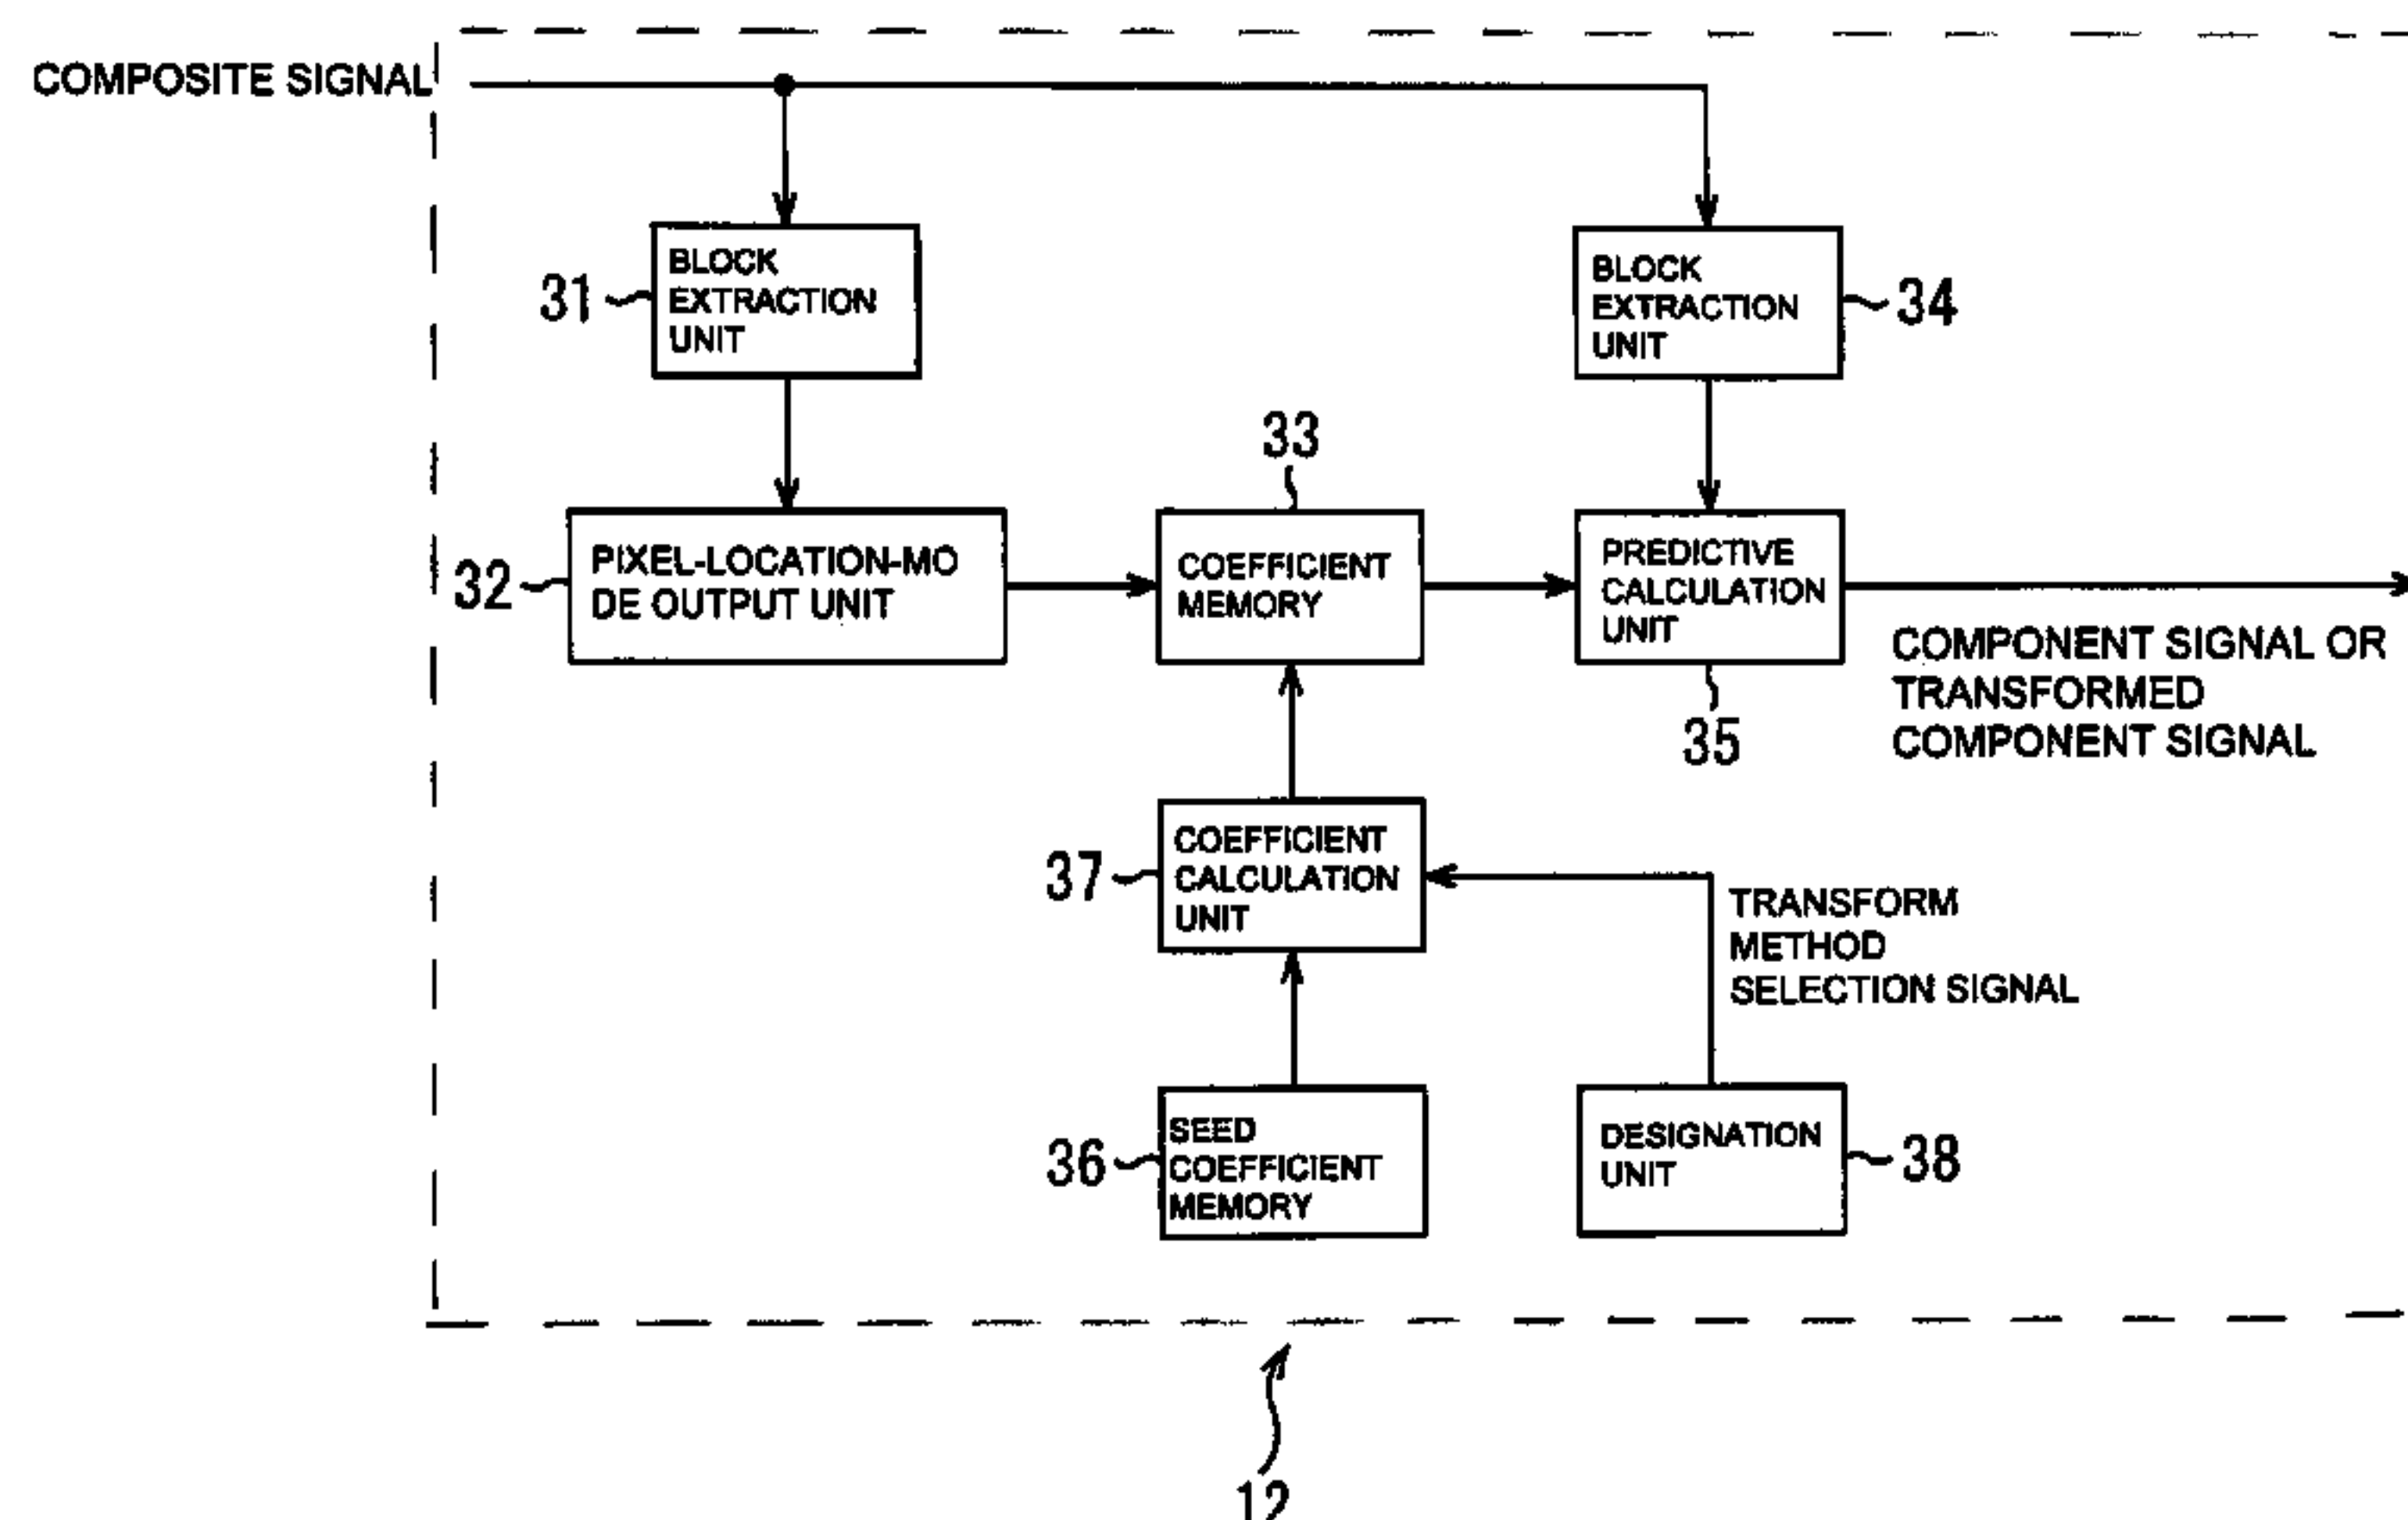 COMPOSITE SIGNAL
BLOCK
EXTRACTION
UNIT
31
BLOCK
EXTRACTION
UNIT
34
33
32
PIXEL-LOCATION-MO
DE OUTPUT UNIT
COEFFICIENT
MEMORY
PREDICTIVE
CALCULATION
UNIT
35
COMPONENT SIGNAL OR
TRANSFORMED
COMPONENT SIGNAL
37
COEFFICIENT
CALCULATION
UNIT
TRANSFORM
METHOD
SELECTION SIGNAL
36
SEED
COEFFICIENT
MEMORY
DESIGNATION
UNIT
38
12